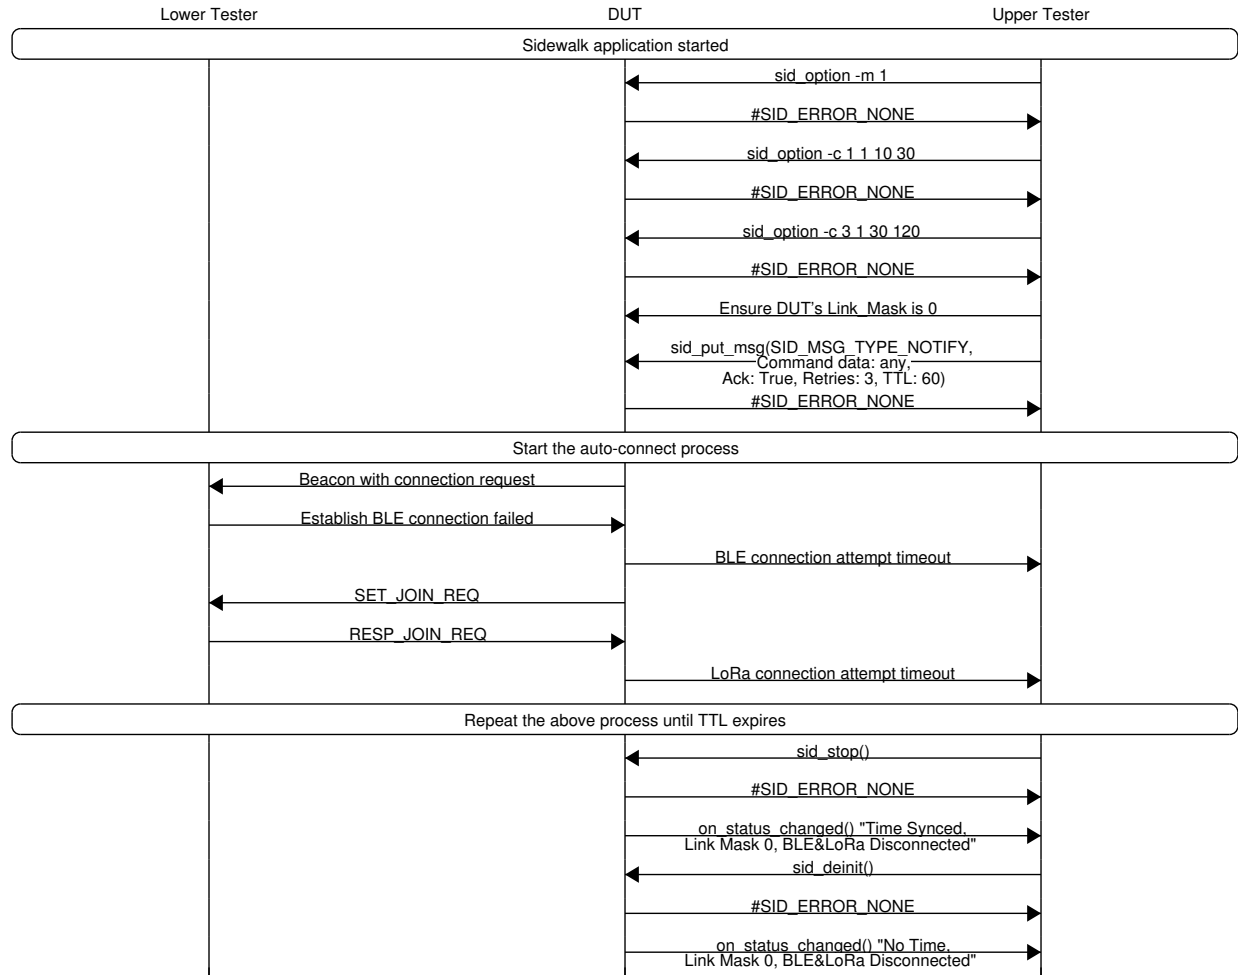 Lower Tester DUT Upper Tester
Sidewalk application started
sid_option -m 1
#SID_ERROR_NONE
sid_option -c 1 1 10 30
#SID_ERROR_NONE
sid_option -c 3 1 30 120
#SID_ERROR_NONE
Ensure DUT's Link_Mask is 0
sid_put_msg(SID_MSG_TYPE_NOTIFY,
Command data: any,
Ack: True, Retries: 3, TTL: 60)
#SID_ERROR_NONE
Start the auto-connect process
Beacon with connection request
Establish BLE connection failed
BLE connection attempt timeout
SET_JOIN_REQ
RESP_JOIN_REQ
LoRa connection attempt timeout
Repeat the above process until TTL expires
sid_stop()
#SID_ERROR_NONE
on_status_changed() "Time Synced,
Link Mask 0, BLE&LoRa Disconnected"
sid_deinit()
#SID_ERROR_NONE
on_status_changed() "No Time,
Link Mask 0, BLE&LoRa Disconnected"